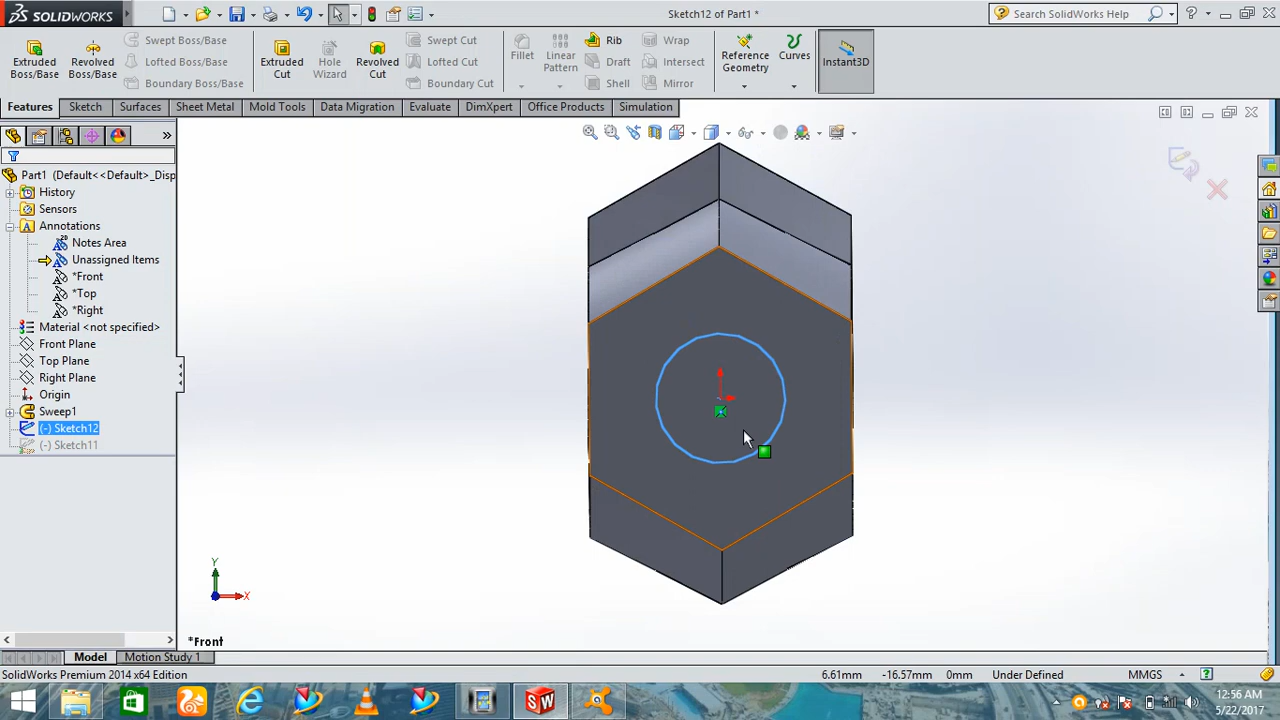 SOLIDWORKS
Sketch12 of Part1 *
Search SolidWorks Help
Extruded Boss/Base
Revolved Boss/Base
Swept Boss/Base
Lofted Boss/Base
Boundary Boss/Base
Extruded Cut
Hole Wizard
Revolved Cut
Swept Cut
Lofted Cut
Boundary Cut
Fillet
Linear Pattern
Rib
Draft
Shell
Wrap
Intersect
Mirror
Reference Geometry
Curves
Instant3D
Features Sketch Surfaces Sheet Metal Mold Tools Data Migration Evaluate DimXpert Office Products Simulation
Part1 (Default<<Default>_Disp
History
Sensors
Annotations
Notes Area
Unassigned Items
*Front
*Top
*Right
Material <not specified>
Front Plane
Top Plane
Right Plane
Origin
Sweep1
(-) Sketch12
(-) Sketch11
Y
X
*Front
Model Motion Study 1
SolidWorks Premium 2014 x64 Edition 6.61mm -16.57mm 0mm Under Defined MMGS
12:56 AM
5/22/2017